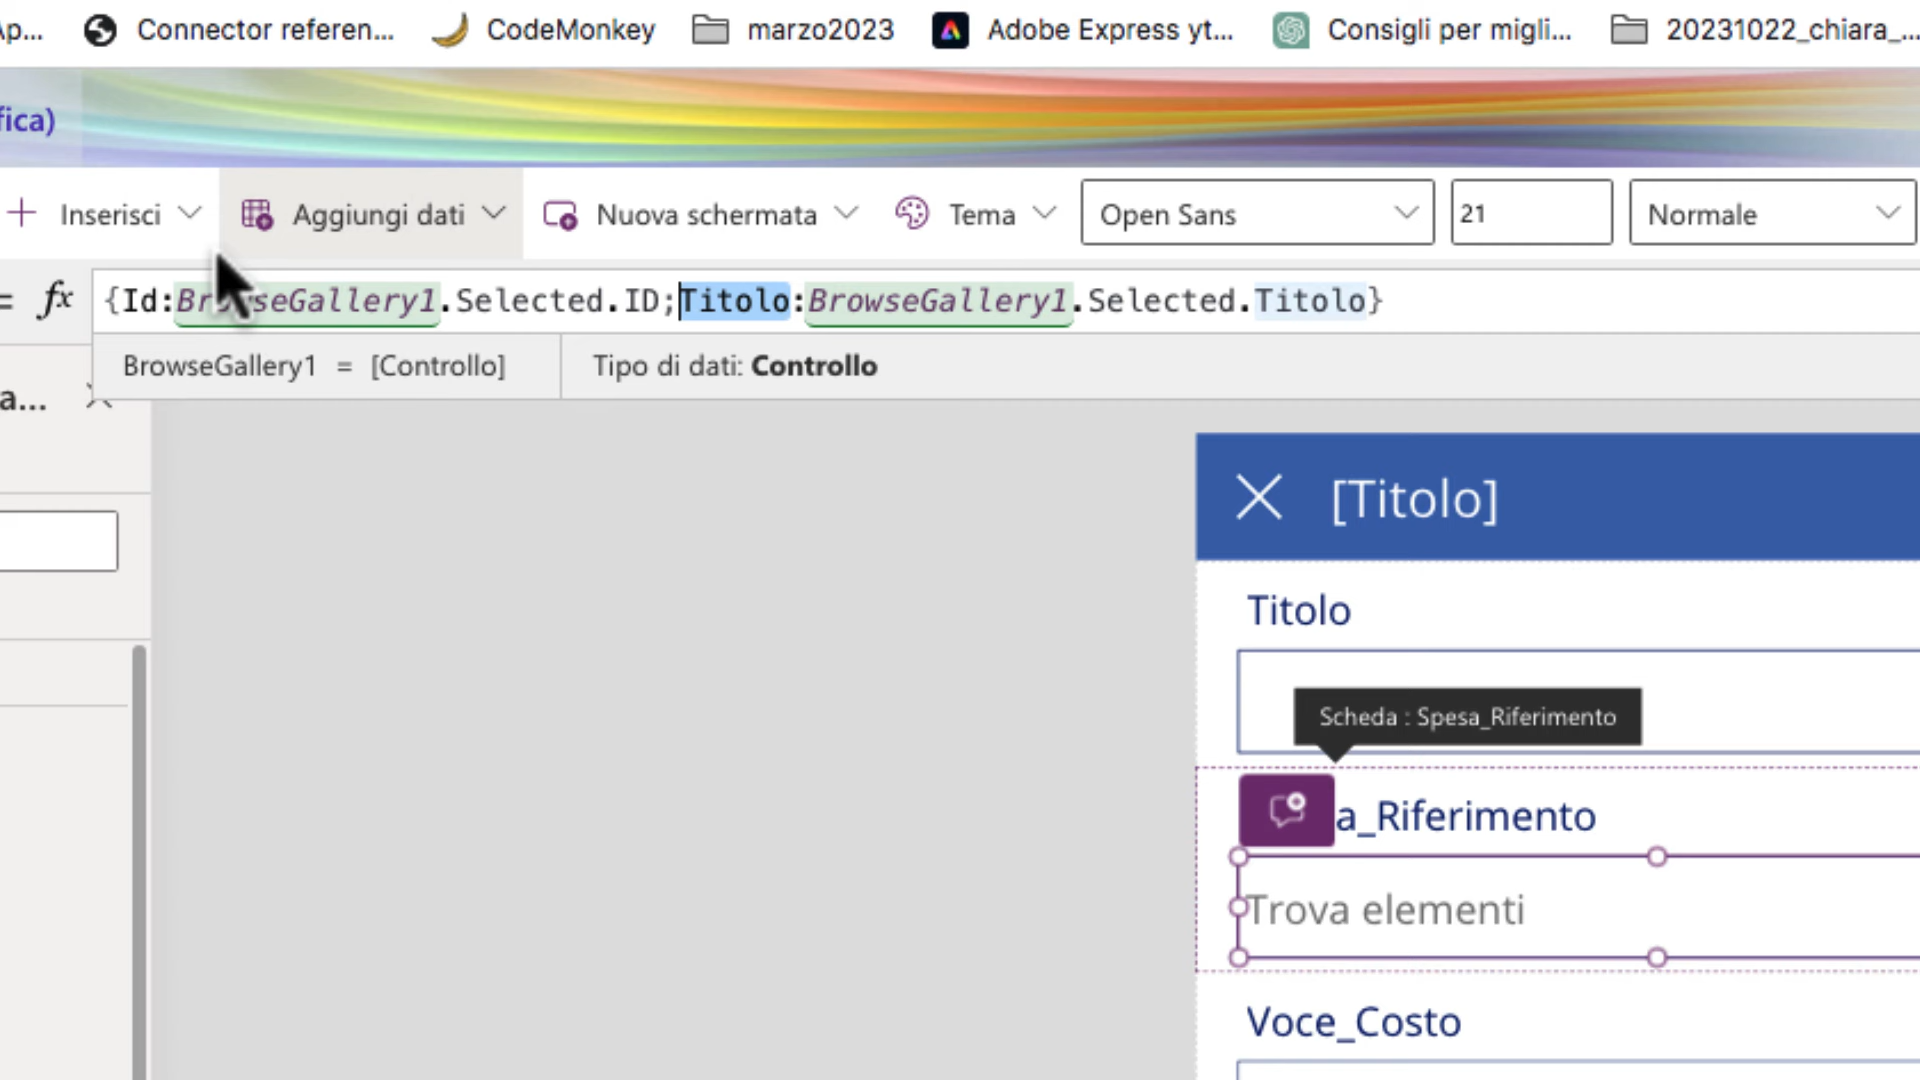 Ap... Connector referen... CodeMonkey marzo2023 Adobe Express yt... Consigli per migli... 20231022_chiara_...
fica)
Inserisci Aggiungi dati Nuova schermata Tema Open Sans 21 Normale
= fx {Id:BrowseGallery1.Selected.ID;Titolo:BrowseGallery1.Selected.Titolo}
BrowseGallery1 = [Controllo] Tipo di dati: Controllo
a...
[Titolo]
Titolo
Scheda : Spesa_Riferimento
a_Riferimento
Trova elementi
Voce_Costo